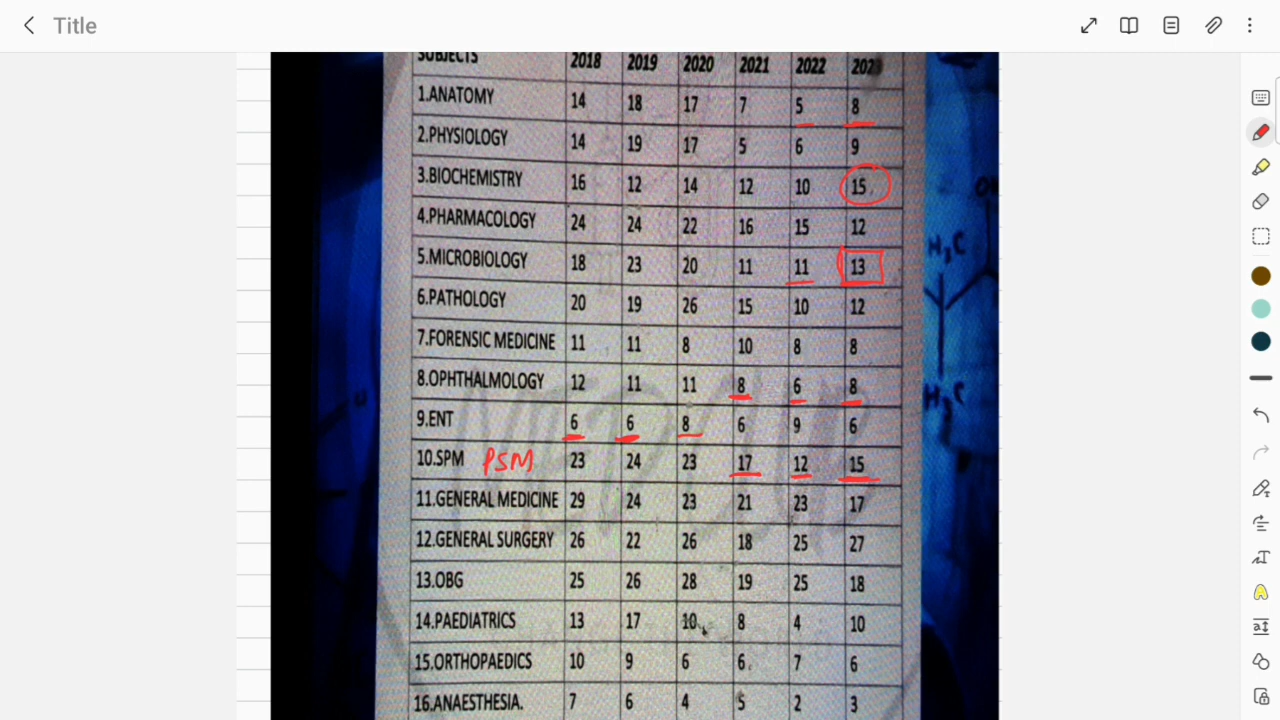 Title
SUBJECTS 2018 2019 2020 2021 2022 2023
1.ANATOMY 14 18 17 7 5 8
2.PHYSIOLOGY 14 19 17 5 6 9
3.BIOCHEMISTRY 16 12 14 12 10 15
4.PHARMACOLOGY 24 24 22 16 15 12
5.MICROBIOLOGY 18 23 20 11 11 13
6.PATHOLOGY 20 19 26 15 10 12
7.FORENSIC MEDICINE 11 11 8 10 8 8
8.OPHTHALMOLOGY 12 11 11 8 6 8
9.ENT 6 6 8 6 9 6
10.SPM PSM 23 24 23 17 12 15
11.GENERAL MEDICINE 29 24 23 21 23 17
12.GENERAL SURGERY 26 22 26 18 25 27
13.OBG 25 26 28 19 25 18
14.PAEDIATRICS 13 17 10 8 4 10
15.ORTHOPAEDICS 10 9 6 6 7 6
16.ANAESTHESIA. 7 6 4 5 2 3
H₃C
H₃C